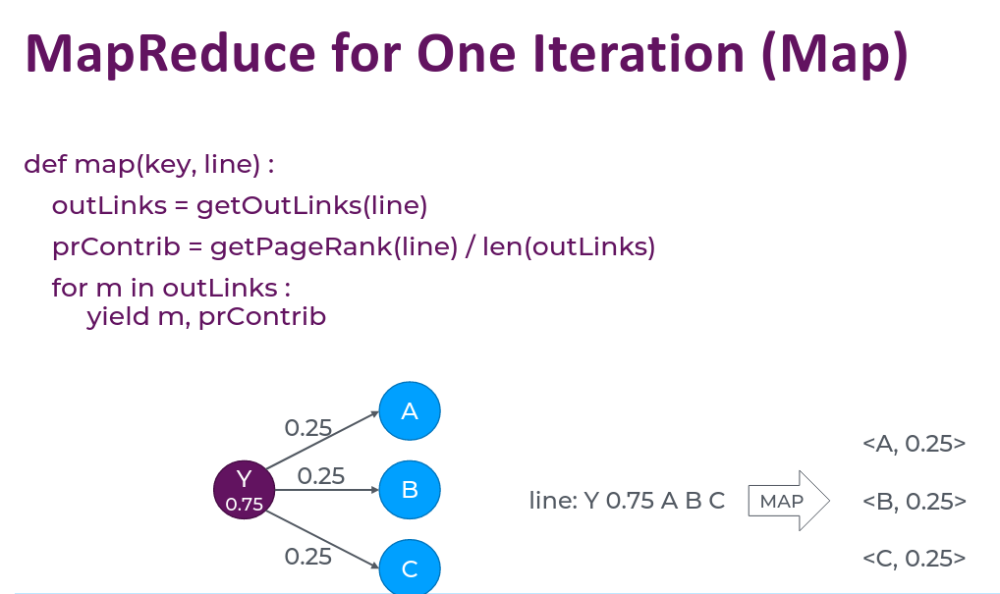 MapReduce for One Iteration (Map)
def map(key, line) :
outLinks = getOutLinks(line)
prContrib = getPageRank(line) / len(outLinks)
for m in outLinks :
yield m, prContrib
A
0.25
Y
0.75
0.25
B
0.25
C
line: Y 0.75 A B C
MAP
<A, 0.25>
<B, 0.25>
<C, 0.25>